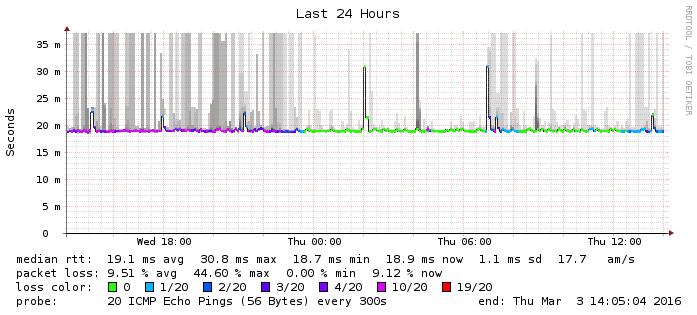 Last 24 Hours
RRDTOOL / TOBI OETIKER
Seconds
35 m
30 m
25 m
20 m
15 m
10 m
5 m
0
Wed 18:00 Thu 00:00 Thu 06:00 Thu 12:00
median rtt: 19.1 ms avg 30.8 ms max 18.7 ms min 18.9 ms now 1.1 ms sd 17.7 am/s
packet loss: 9.51 % avg 44.60 % max 0.00 % min 9.12 % now
loss color: 0 1/20 2/20 3/20 4/20 10/20 19/20
probe: 20 ICMP Echo Pings (56 Bytes) every 300s end: Thu Mar 3 14:05:04 2016